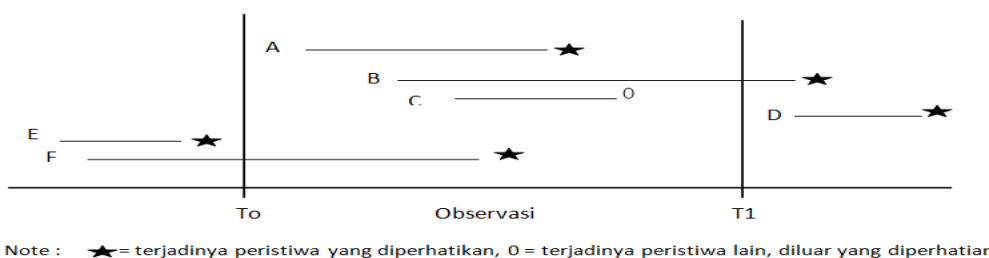 A
B
C
O
D
E
F
To Observasi T1
Note : ★= terjadinya peristiwa yang diperhatikan, 0 = terjadinya peristiwa lain, diluar yang diperhatian